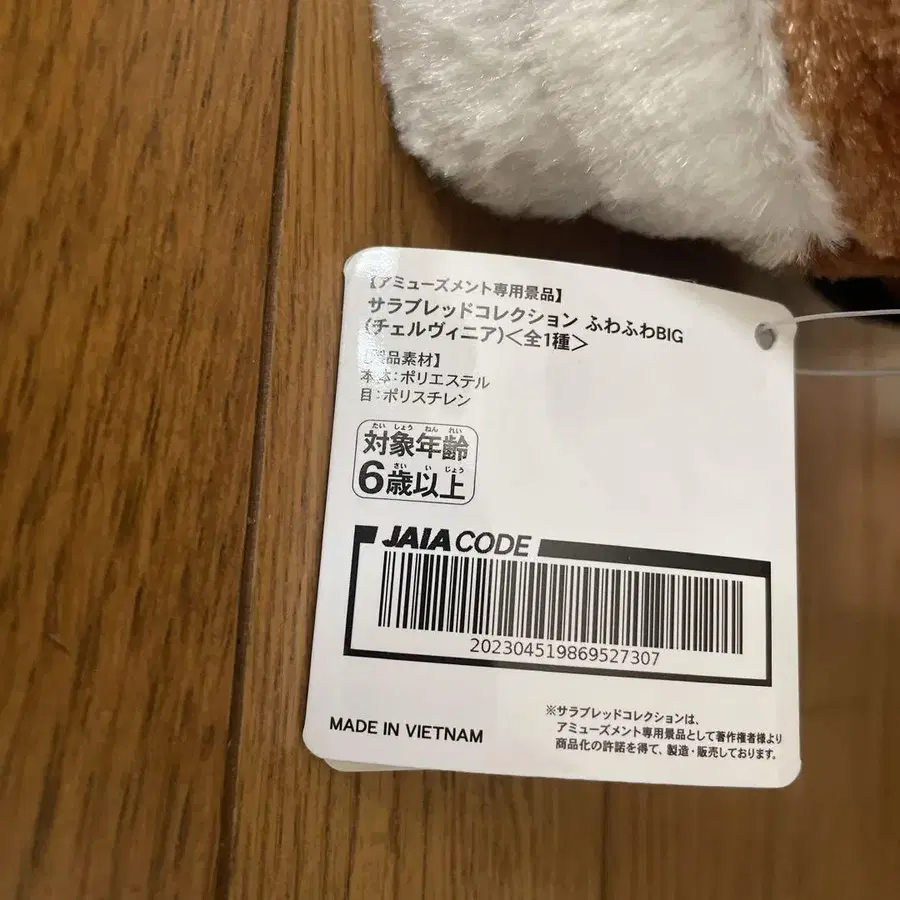 【アミューズメント専用景品】
サラブレッドコレクション ふわふわBIG
(チェルヴィニア)<全1種>
【製品素材】
本体:ポリエステル
目:ポリスチレン
たい しょう ねん れい
対象年齢
さい い じょう
6歳以上
JAIA CODE
202304519869527307
MADE IN VIETNAM
※サラブレッドコレクションは、
アミューズメント専用景品として著作権者様より
商品化の許諾を得て、製造・販売しております。